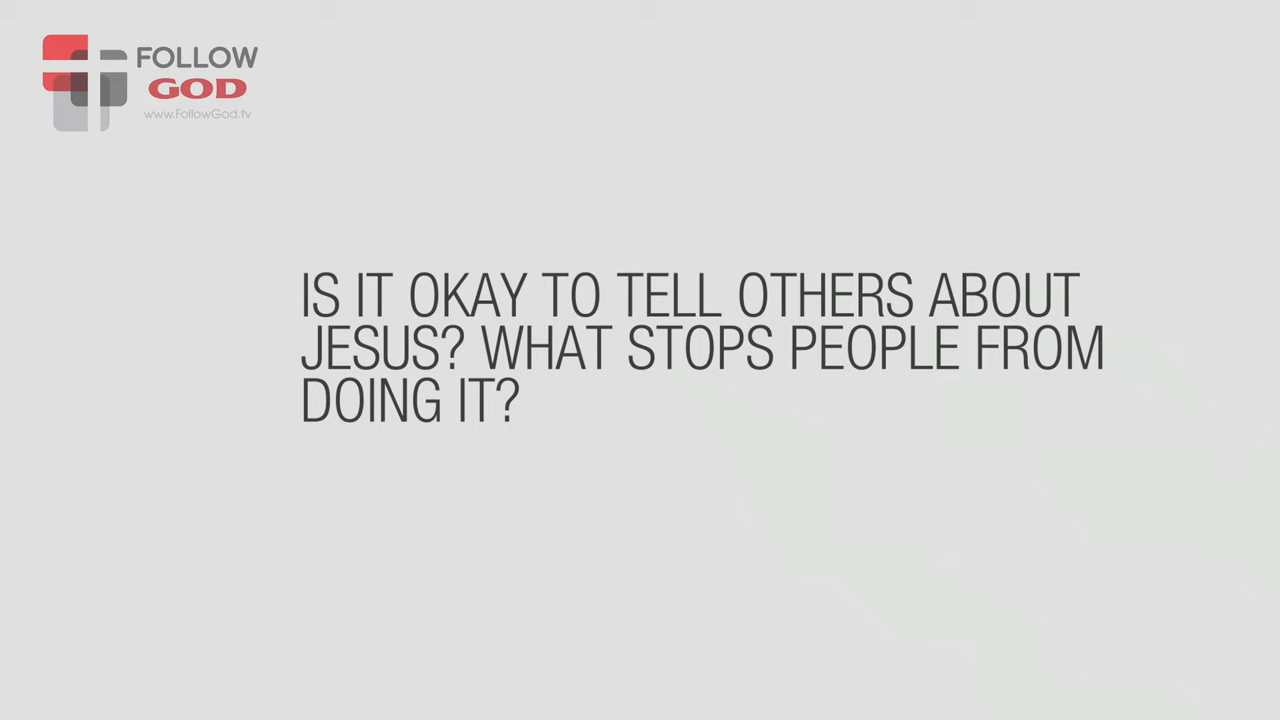 FOLLOW
GOD
www.FollowGod.tv
IS IT OKAY TO TELL OTHERS ABOUT
JESUS? WHAT STOPS PEOPLE FROM
DOING IT?